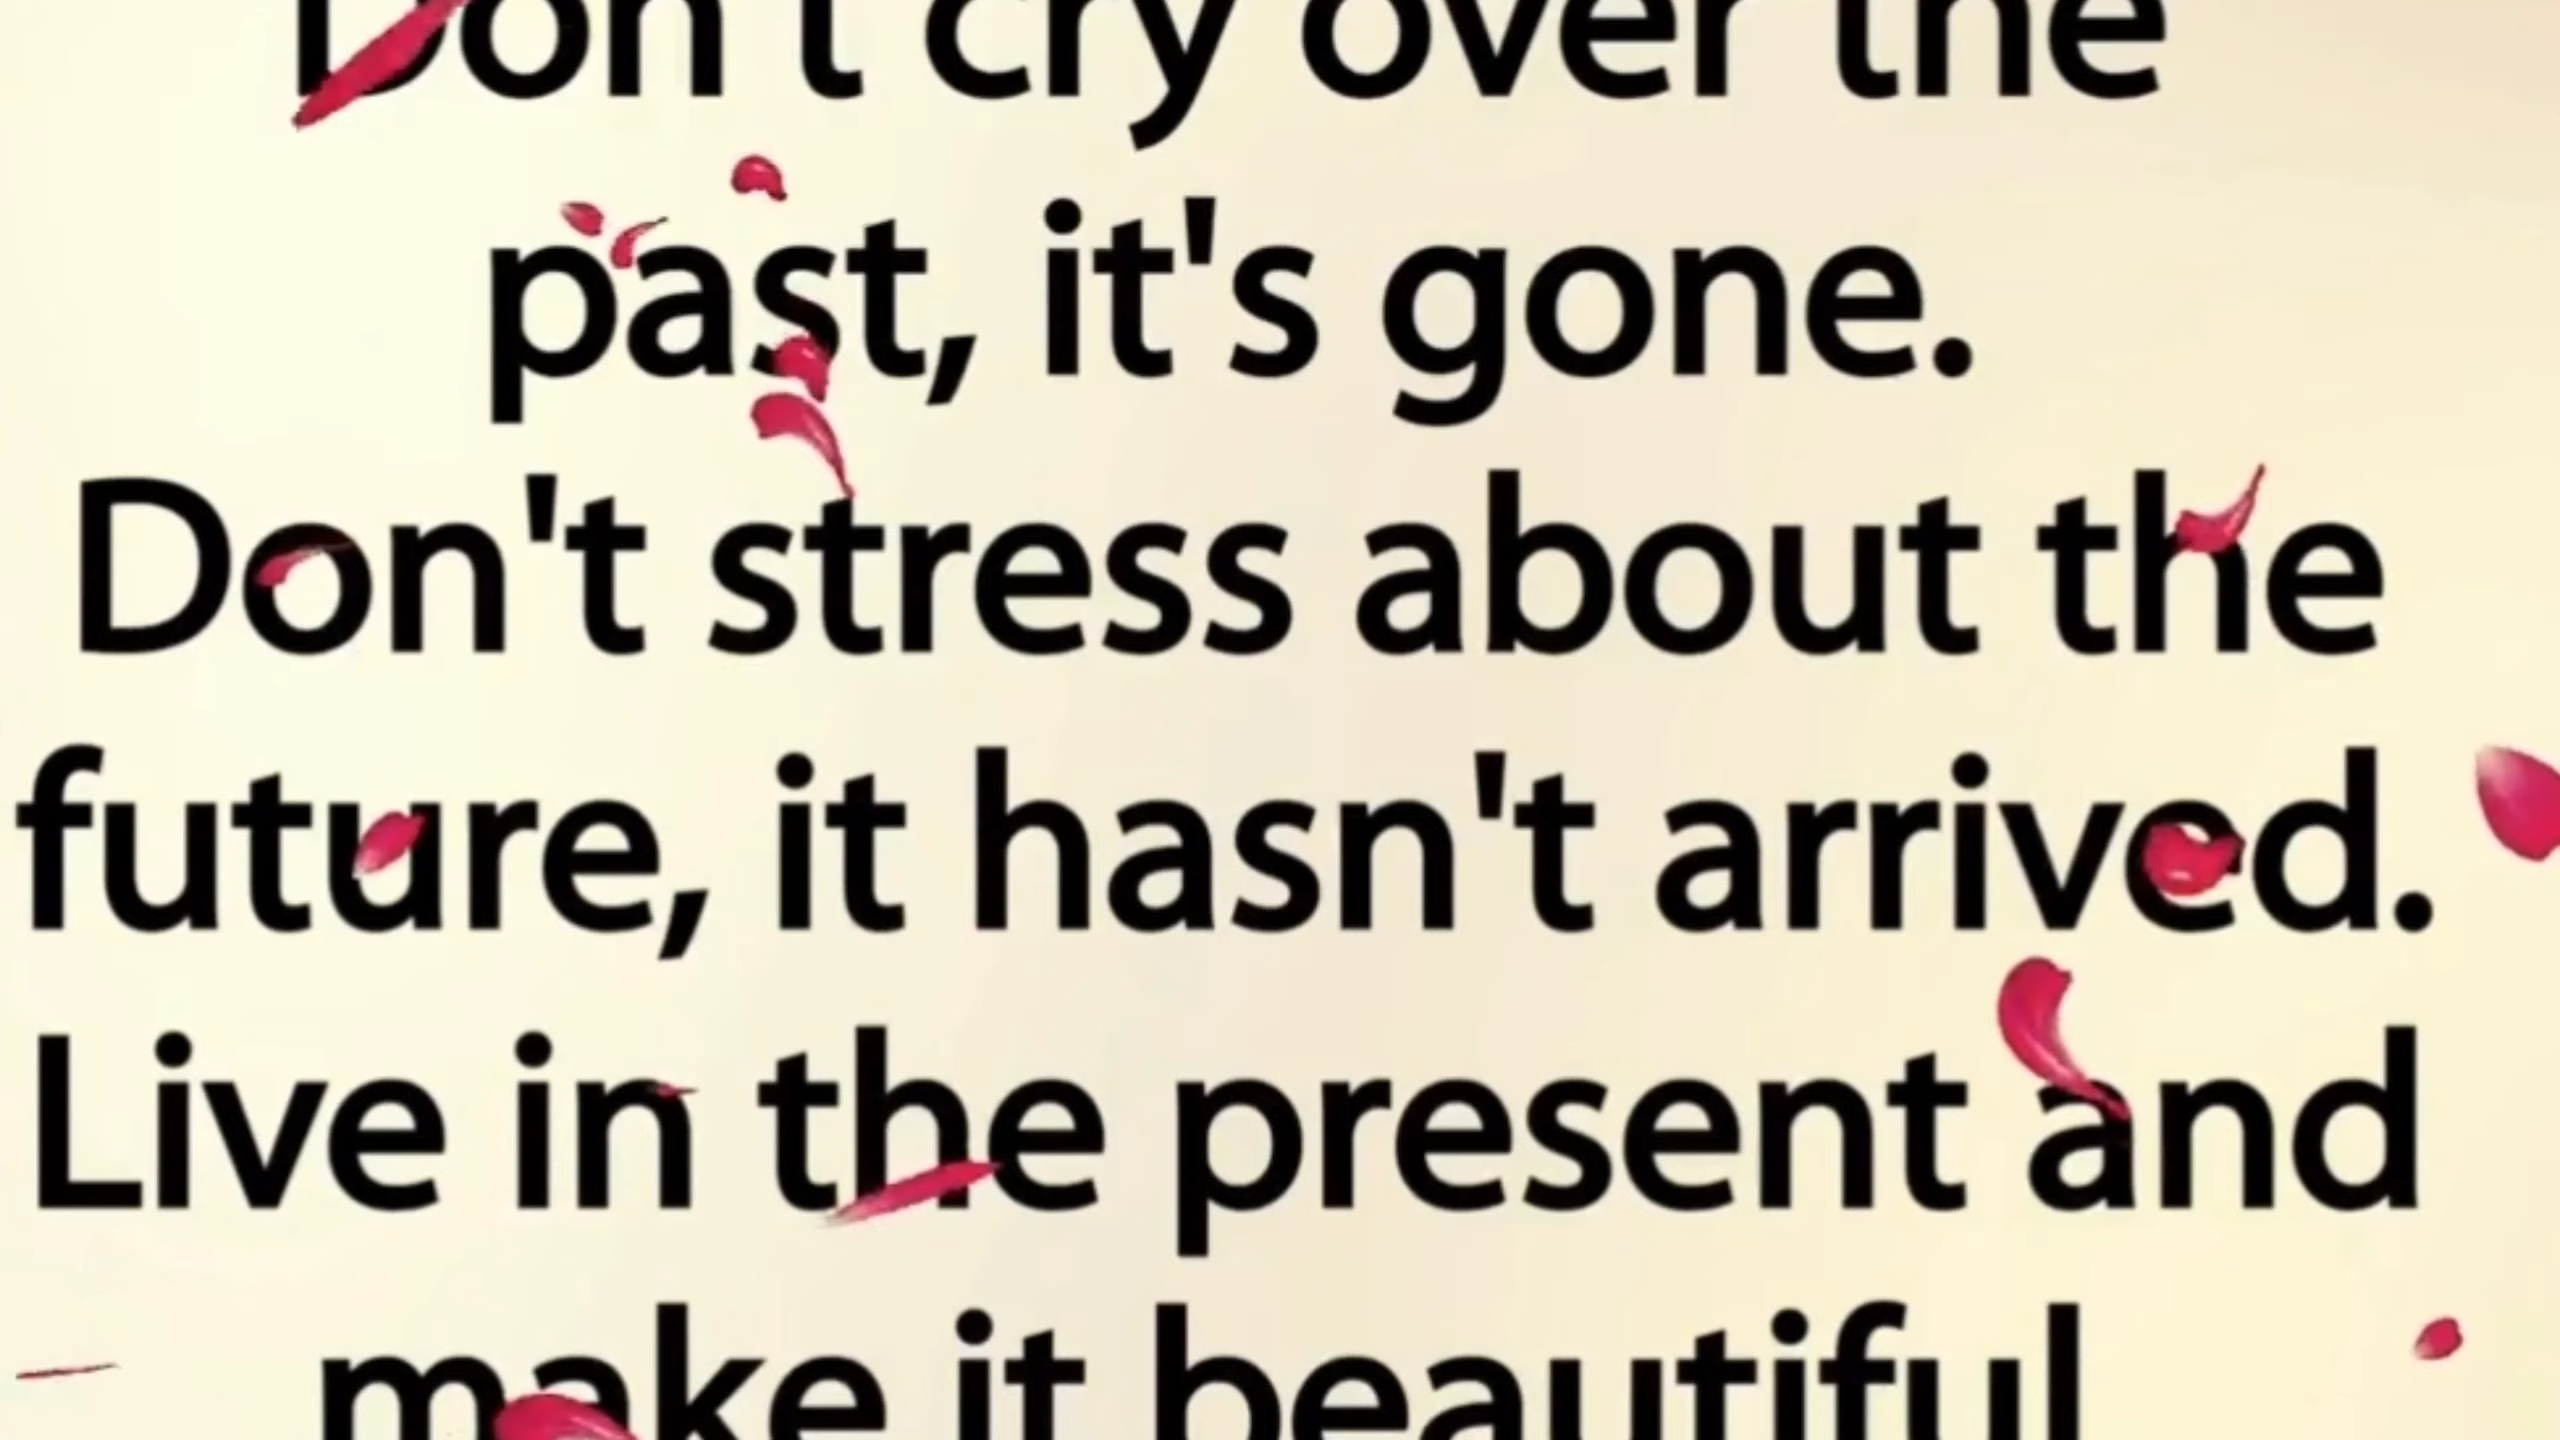 Don't cry over the
past, it's gone.
Don't stress about the
future, it hasn't arrived.
Live in the present and
make it beautiful